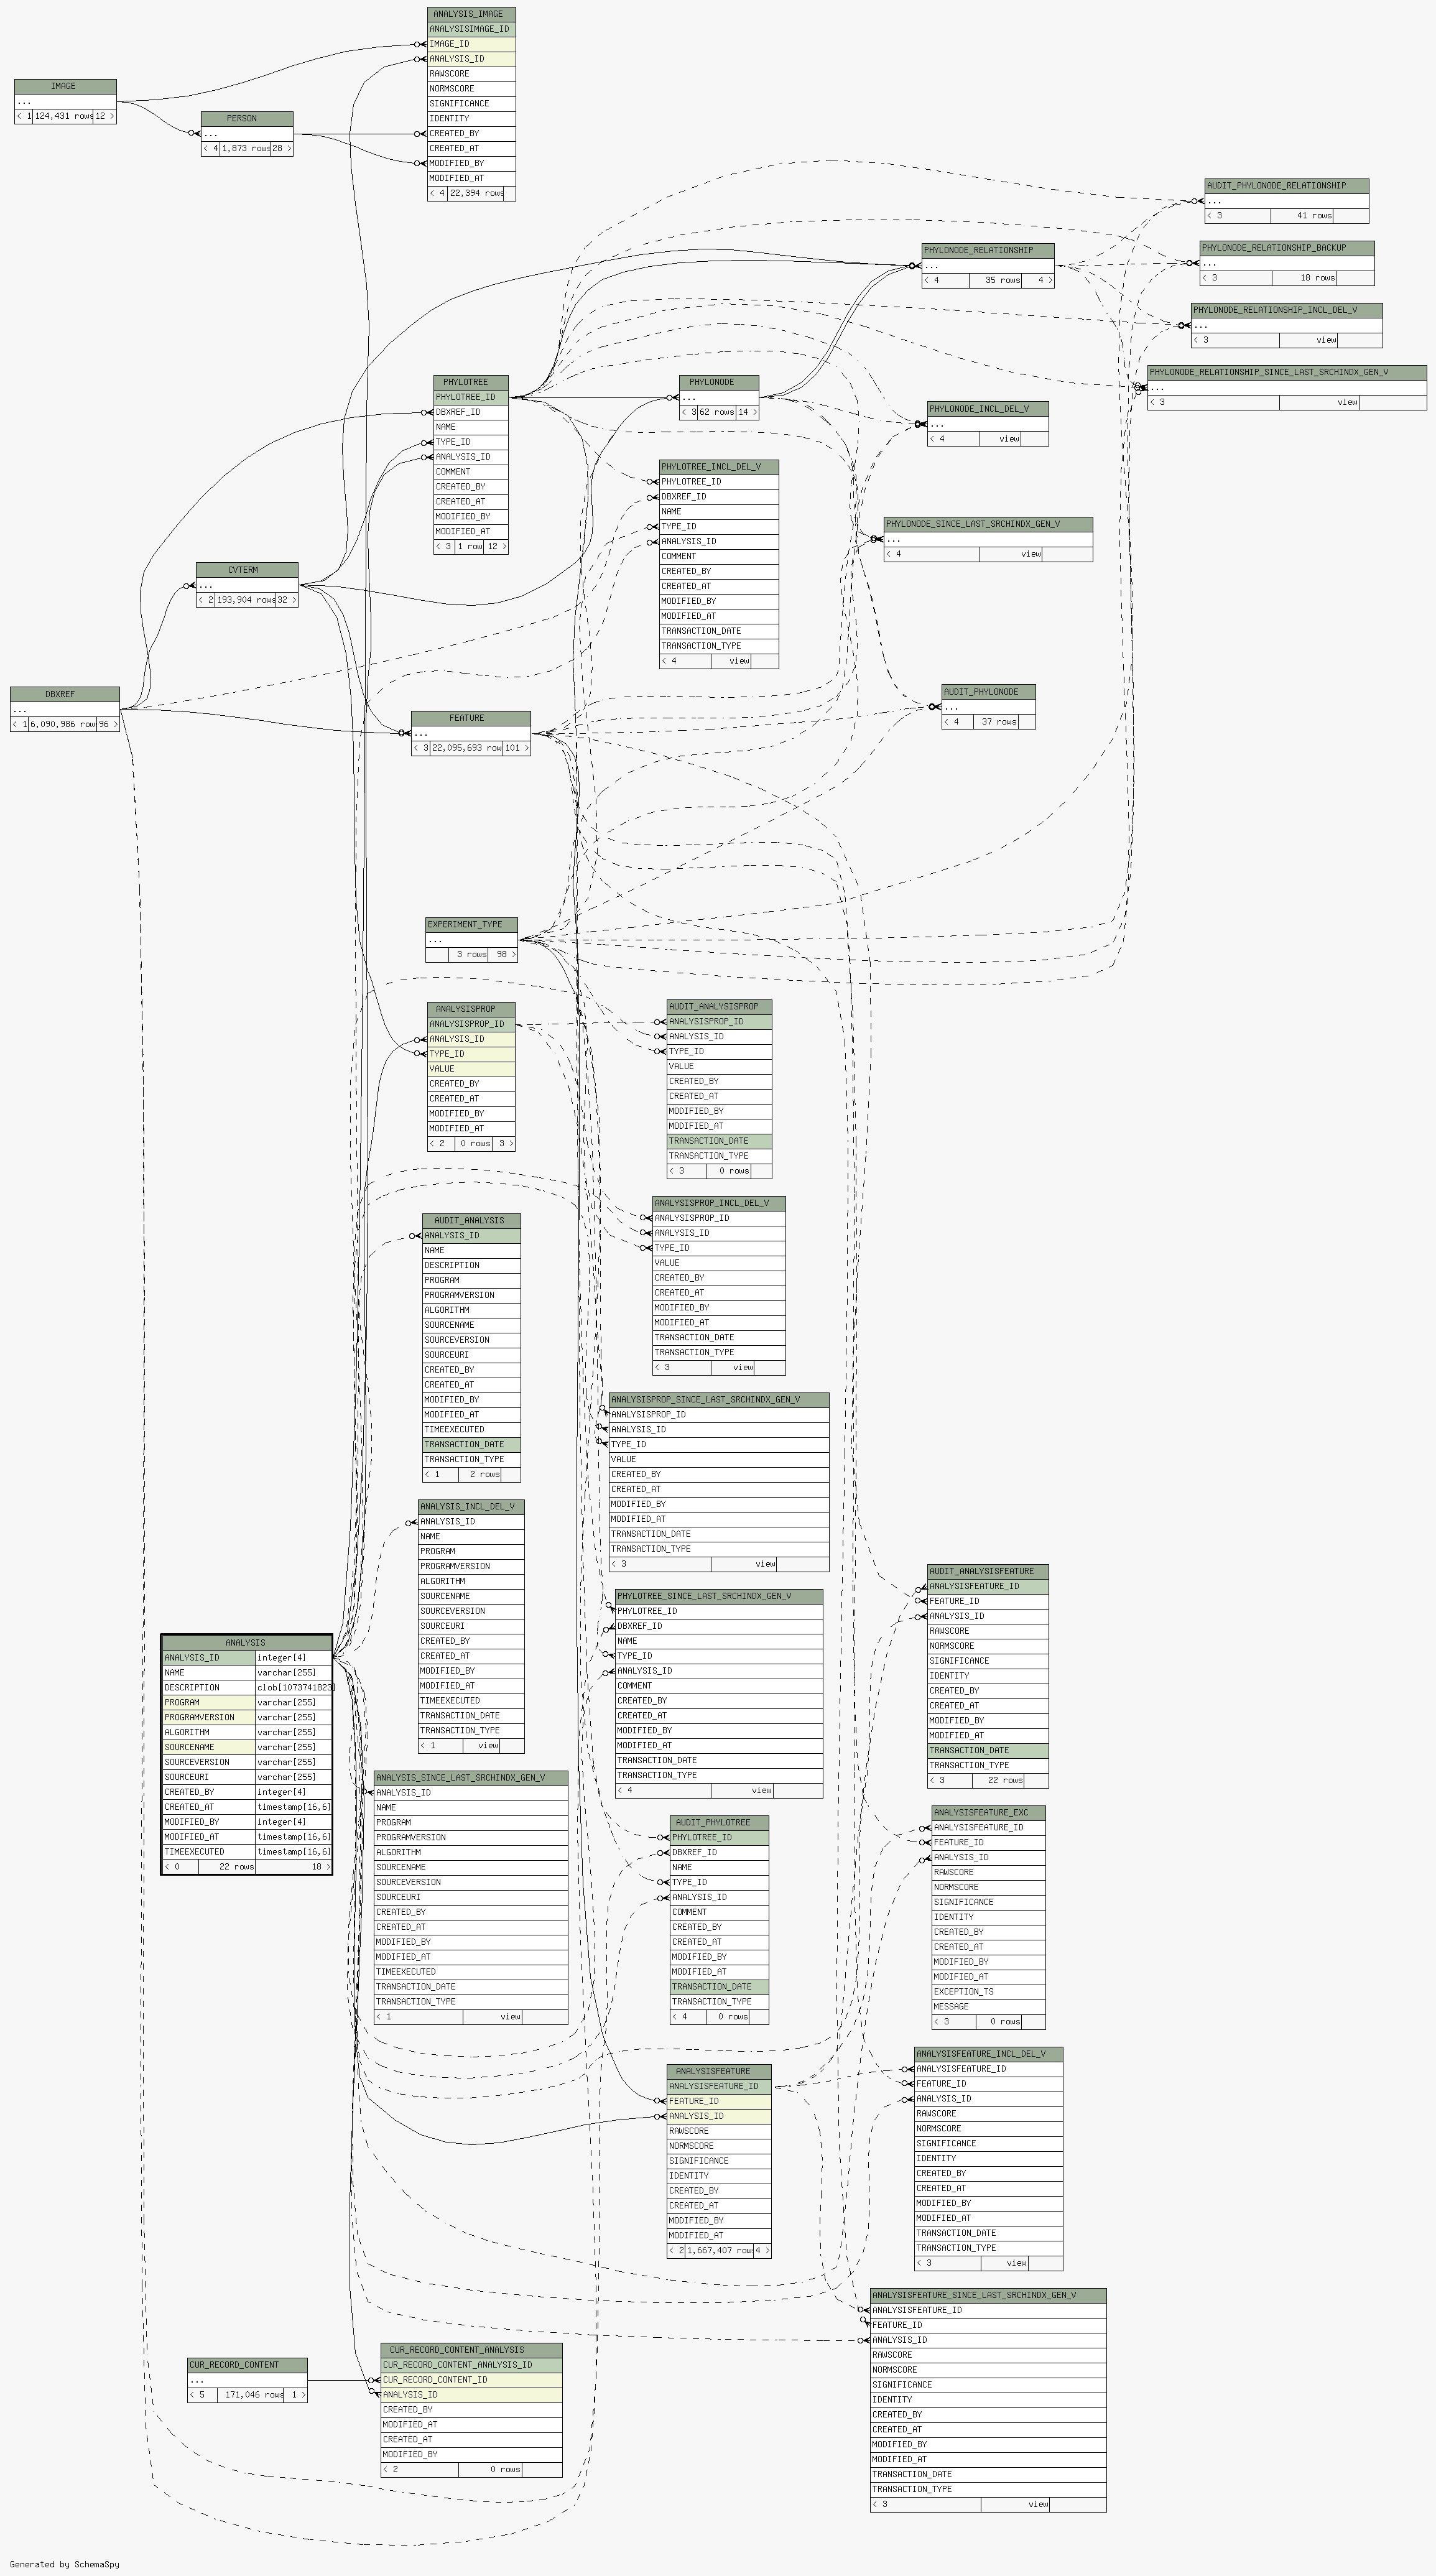 ANALYSIS_IMAGE
ANALYSISIMAGE_ID
IMAGE_ID
ANALYSIS_ID
RAWSCORE
NORMSCORE
SIGNIFICANCE
IDENTITY
CREATED_BY
CREATED_AT
MODIFIED_BY
MODIFIED_AT
< 4 22,394 rows
IMAGE
...
< 1 124,431 rows 12 >
PERSON
...
< 4 1,873 rows 28 >
AUDIT_PHYLONODE_RELATIONSHIP
...
< 3 41 rows
PHYLONODE_RELATIONSHIP
...
< 4 35 rows 4 >
PHYLONODE_RELATIONSHIP_BACKUP
...
< 3 18 rows
PHYLONODE_RELATIONSHIP_INCL_DEL_V
...
< 3 view
PHYLONODE_RELATIONSHIP_SINCE_LAST_SRCHINDX_GEN_V
...
< 3 view
PHYLOTREE
PHYLOTREE_ID
DBXREF_ID
NAME
TYPE_ID
ANALYSIS_ID
COMMENT
CREATED_BY
CREATED_AT
MODIFIED_BY
MODIFIED_AT
< 3 1 row 12 >
PHYLONODE
...
< 3 62 rows 14 >
PHYLONODE_INCL_DEL_V
...
< 4 view
PHYLOTREE_INCL_DEL_V
PHYLOTREE_ID
DBXREF_ID
NAME
TYPE_ID
ANALYSIS_ID
COMMENT
CREATED_BY
CREATED_AT
MODIFIED_BY
MODIFIED_AT
TRANSACTION_DATE
TRANSACTION_TYPE
< 4 view
PHYLONODE_SINCE_LAST_SRCHINDX_GEN_V
...
< 4 view
CVTERM
...
< 2 193,904 rows 32 >
DBXREF
...
< 1 6,090,986 rows 96 >
FEATURE
...
< 3 22,095,693 row 101 >
AUDIT_PHYLONODE
...
< 4 37 rows
EXPERIMENT_TYPE
...
3 rows 98 >
ANALYSISPROP
ANALYSISPROP_ID
ANALYSIS_ID
TYPE_ID
VALUE
CREATED_BY
CREATED_AT
MODIFIED_BY
MODIFIED_AT
< 2 0 rows 3 >
AUDIT_ANALYSISPROP
ANALYSISPROP_ID
ANALYSIS_ID
TYPE_ID
VALUE
CREATED_BY
CREATED_AT
MODIFIED_BY
MODIFIED_AT
TRANSACTION_DATE
TRANSACTION_TYPE
< 3 0 rows
ANALYSISPROP_INCL_DEL_V
ANALYSISPROP_ID
ANALYSIS_ID
TYPE_ID
VALUE
CREATED_BY
CREATED_AT
MODIFIED_BY
MODIFIED_AT
TRANSACTION_DATE
TRANSACTION_TYPE
< 3 view
AUDIT_ANALYSIS
ANALYSIS_ID
NAME
DESCRIPTION
PROGRAM
PROGRAMVERSION
ALGORITHM
SOURCENAME
SOURCEVERSION
SOURCEURI
CREATED_BY
CREATED_AT
MODIFIED_BY
MODIFIED_AT
TIMEEXECUTED
TRANSACTION_DATE
TRANSACTION_TYPE
< 1 2 rows
ANALYSISPROP_SINCE_LAST_SRCHINDX_GEN_V
ANALYSISPROP_ID
ANALYSIS_ID
TYPE_ID
VALUE
CREATED_BY
CREATED_AT
MODIFIED_BY
MODIFIED_AT
TRANSACTION_DATE
TRANSACTION_TYPE
< 3 view
ANALYSIS_INCL_DEL_V
ANALYSIS_ID
NAME
PROGRAM
PROGRAMVERSION
ALGORITHM
SOURCENAME
SOURCEVERSION
SOURCEURI
CREATED_BY
CREATED_AT
MODIFIED_BY
MODIFIED_AT
TIMEEXECUTED
TRANSACTION_DATE
TRANSACTION_TYPE
< 1 view
AUDIT_ANALYSISFEATURE
ANALYSISFEATURE_ID
FEATURE_ID
ANALYSIS_ID
RAWSCORE
NORMSCORE
SIGNIFICANCE
IDENTITY
CREATED_BY
CREATED_AT
MODIFIED_BY
MODIFIED_AT
TRANSACTION_DATE
TRANSACTION_TYPE
< 3 22 rows
PHYLOTREE_SINCE_LAST_SRCHINDX_GEN_V
PHYLOTREE_ID
DBXREF_ID
NAME
TYPE_ID
ANALYSIS_ID
COMMENT
CREATED_BY
CREATED_AT
MODIFIED_BY
MODIFIED_AT
TRANSACTION_DATE
TRANSACTION_TYPE
< 4 view
ANALYSIS
ANALYSIS_ID integer[4]
NAME varchar[255]
DESCRIPTION clob[1073741823]
PROGRAM varchar[255]
PROGRAMVERSION varchar[255]
ALGORITHM varchar[255]
SOURCENAME varchar[255]
SOURCEVERSION varchar[255]
SOURCEURI varchar[255]
CREATED_BY integer[4]
CREATED_AT timestamp[16,6]
MODIFIED_BY integer[4]
MODIFIED_AT timestamp[16,6]
TIMEEXECUTED timestamp[16,6]
< 0 22 rows 18 >
ANALYSIS_SINCE_LAST_SRCHINDX_GEN_V
ANALYSIS_ID
NAME
PROGRAM
PROGRAMVERSION
ALGORITHM
SOURCENAME
SOURCEVERSION
SOURCEURI
CREATED_BY
CREATED_AT
MODIFIED_BY
MODIFIED_AT
TIMEEXECUTED
TRANSACTION_DATE
TRANSACTION_TYPE
< 1 view
AUDIT_PHYLOTREE
PHYLOTREE_ID
DBXREF_ID
NAME
TYPE_ID
ANALYSIS_ID
COMMENT
CREATED_BY
CREATED_AT
MODIFIED_BY
MODIFIED_AT
TRANSACTION_DATE
TRANSACTION_TYPE
< 4 0 rows
ANALYSISFEATURE_EXC
ANALYSISFEATURE_ID
FEATURE_ID
ANALYSIS_ID
RAWSCORE
NORMSCORE
SIGNIFICANCE
IDENTITY
CREATED_BY
CREATED_AT
MODIFIED_BY
MODIFIED_AT
EXCEPTION_TS
MESSAGE
< 3 0 rows
ANALYSISFEATURE
ANALYSISFEATURE_ID
FEATURE_ID
ANALYSIS_ID
RAWSCORE
NORMSCORE
SIGNIFICANCE
IDENTITY
CREATED_BY
CREATED_AT
MODIFIED_BY
MODIFIED_AT
< 2 1,667,407 rows 4 >
ANALYSISFEATURE_INCL_DEL_V
ANALYSISFEATURE_ID
FEATURE_ID
ANALYSIS_ID
RAWSCORE
NORMSCORE
SIGNIFICANCE
IDENTITY
CREATED_BY
CREATED_AT
MODIFIED_BY
MODIFIED_AT
TRANSACTION_DATE
TRANSACTION_TYPE
< 3 view
ANALYSISFEATURE_SINCE_LAST_SRCHINDX_GEN_V
ANALYSISFEATURE_ID
FEATURE_ID
ANALYSIS_ID
RAWSCORE
NORMSCORE
SIGNIFICANCE
IDENTITY
CREATED_BY
CREATED_AT
MODIFIED_BY
MODIFIED_AT
TRANSACTION_DATE
TRANSACTION_TYPE
< 3 view
CUR_RECORD_CONTENT
...
< 5 171,046 rows 1 >
CUR_RECORD_CONTENT_ANALYSIS
CUR_RECORD_CONTENT_ANALYSIS_ID
CUR_RECORD_CONTENT_ID
ANALYSIS_ID
CREATED_BY
MODIFIED_AT
CREATED_AT
MODIFIED_BY
< 2 0 rows
Generated by SchemaSpy